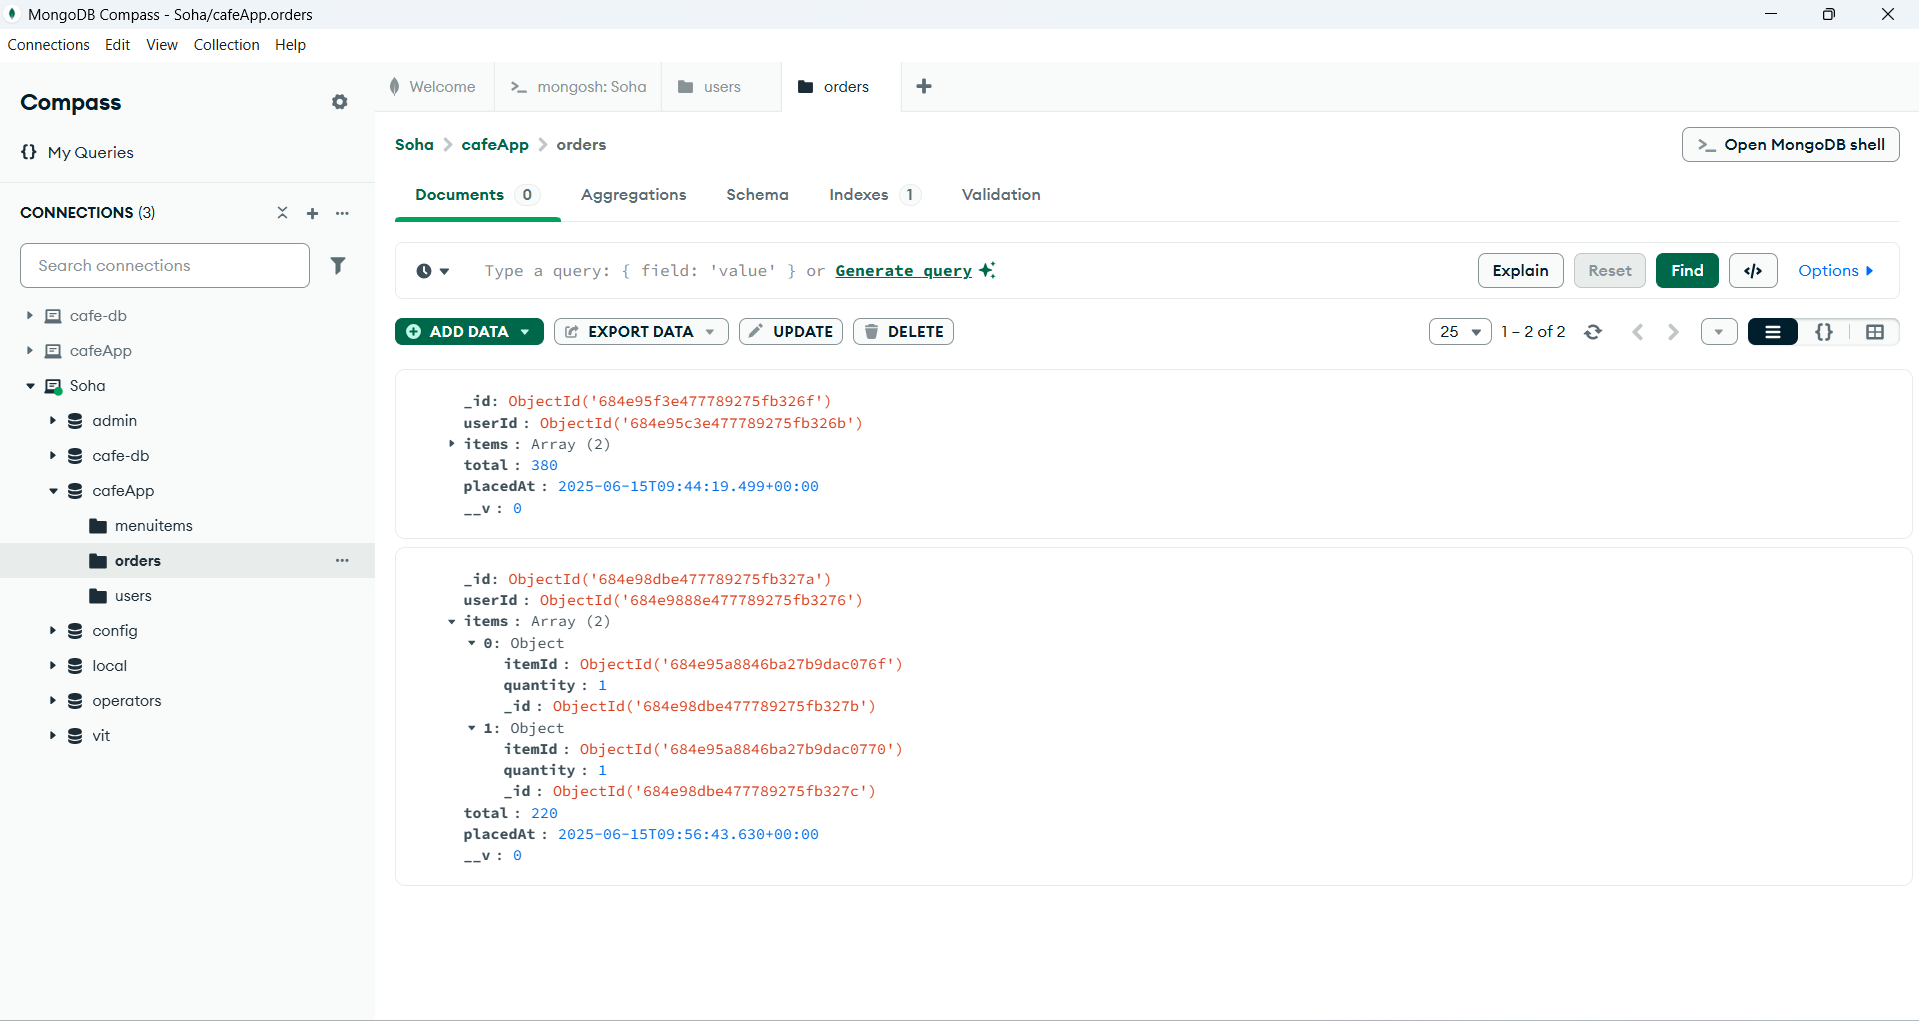 MongoDB Compass - Soha/cafeApp.orders
Connections Edit View Collection Help
Compass
{} My Queries
CONNECTIONS (3)
Search connections
cafe-db
cafeApp
Soha
admin
cafe-db
cafeApp
menuitems
orders
users
config
local
operators
vit
Welcome
mongosh: Soha
users
orders
Soha > cafeApp > orders
>_ Open MongoDB shell
Documents 0 Aggregations Schema Indexes 1 Validation
Type a query: { field: 'value' } or Generate query
Explain Reset Find </> Options
ADD DATA EXPORT DATA UPDATE DELETE
25 1 – 2 of 2 {}
_id: ObjectId('684e95f3e477789275fb326f')
userId : ObjectId('684e95c3e477789275fb326b')
items : Array (2)
total : 380
placedAt : 2025-06-15T09:44:19.499+00:00
__v : 0
_id: ObjectId('684e98dbe477789275fb327a')
userId : ObjectId('684e9888e477789275fb3276')
items : Array (2)
0: Object
itemId : ObjectId('684e95a8846ba27b9dac076f')
quantity : 1
_id : ObjectId('684e98dbe477789275fb327b')
1: Object
itemId : ObjectId('684e95a8846ba27b9dac0770')
quantity : 1
_id : ObjectId('684e98dbe477789275fb327c')
total : 220
placedAt : 2025-06-15T09:56:43.630+00:00
__v : 0